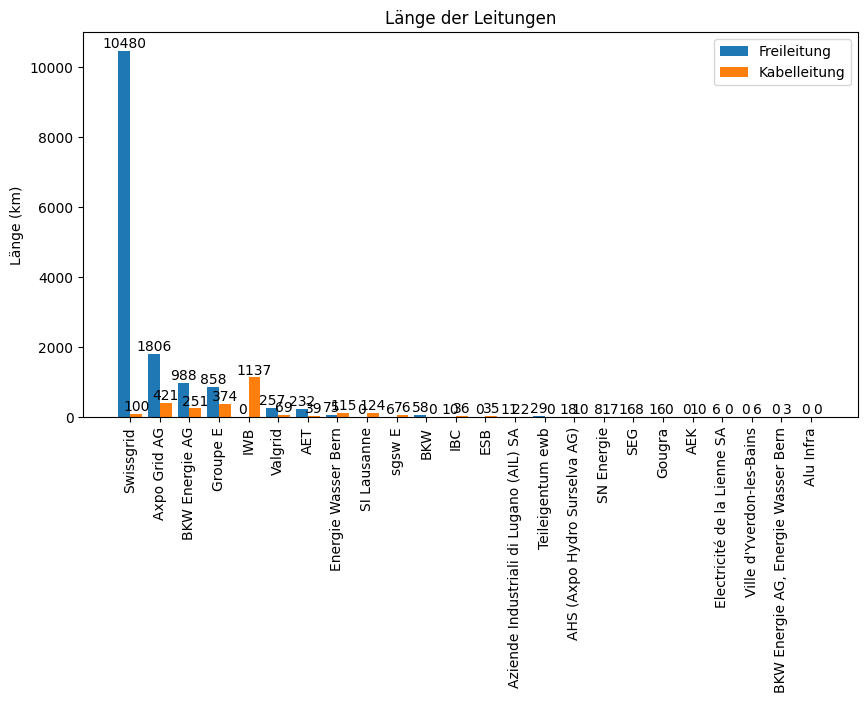 Länge der Leitungen
Freileitung
Kabelleitung
Länge (km)
10000
8000
6000
4000
2000
0
10480
100
1806
421
988
251
858
374
0
1137
257
69
232
39
75
115
0
124
6
76
58
0
10
36
0
35
11
22
29
0
18
10
8
17
16
8
16
0
0
10
6
0
0
6
0
3
0
0
Swissgrid
Axpo Grid AG
BKW Energie AG
Groupe E
IWB
Valgrid
AET
Energie Wasser Bern
SI Lausanne
sgsw E
BKW
IBC
ESB
Aziende Industriali di Lugano (AIL) SA
Teileigentum ewb
AHS (Axpo Hydro Surselva AG)
SN Energie
SEG
Gougra
AEK
Electricité de la Lienne SA
Ville d'Yverdon-les-Bains
BKW Energie AG, Energie Wasser Bern
Alu Infra